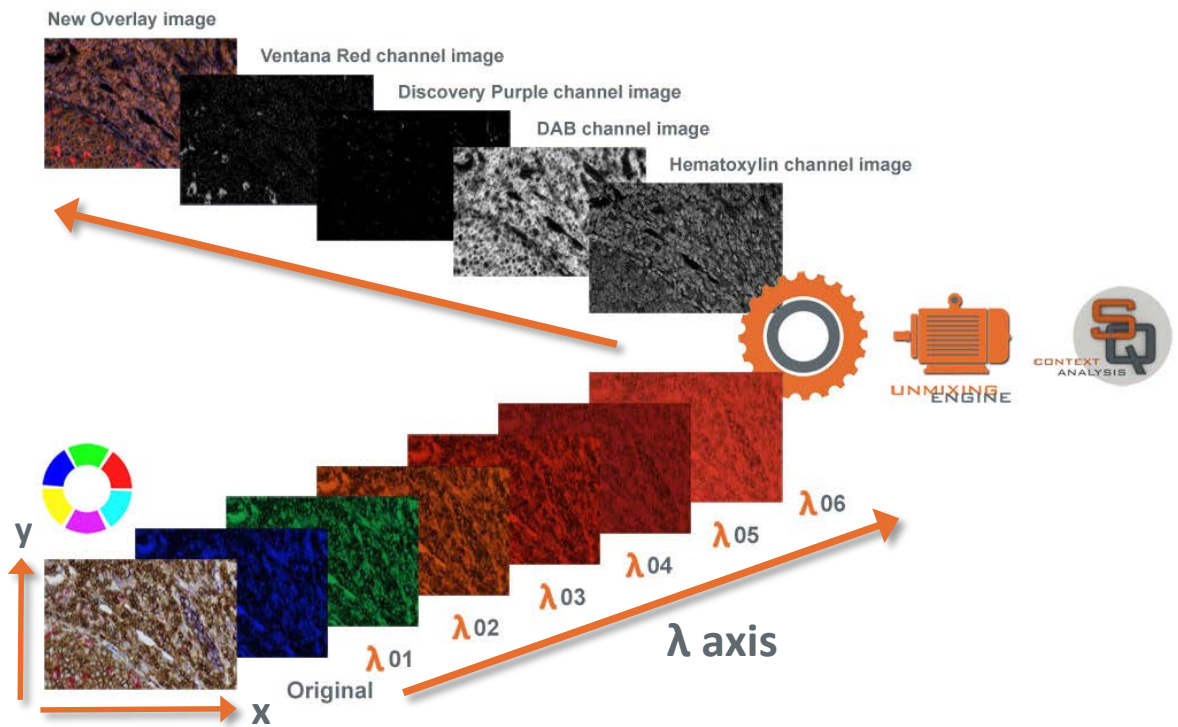 New Overlay image
Ventana Red channel image
Discovery Purple channel image
DAB channel image
Hematoxylin channel image
UNMIXING
ENGINE
SQ
CONTEXT
ANALYSIS
λ06
λ05
λ04
λ03
λ02
λ01
Original
λ axis
y
x